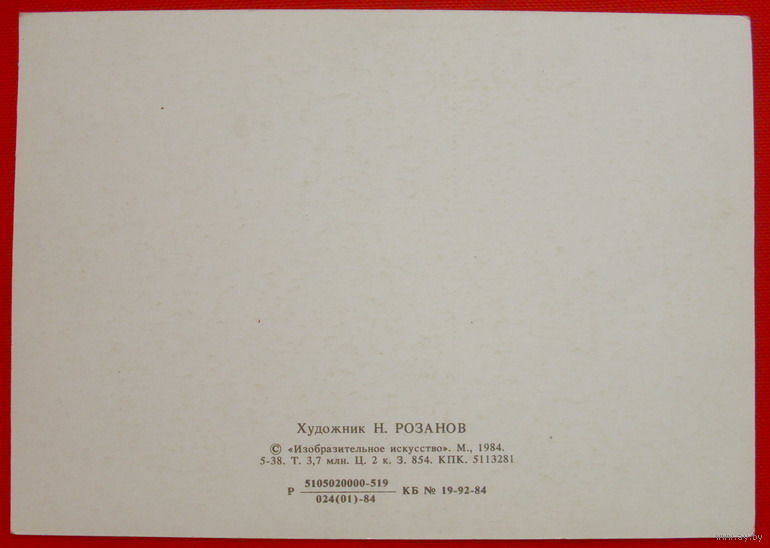 Художник Н. РОЗАНОВ
© «Изобразительное искусство». М., 1984.
5-38. Т. 3,7 млн. Ц. 2 к. З. 854. КПК. 5113281
Р 5105020000-519 КБ № 19-92-84
024(01)-84